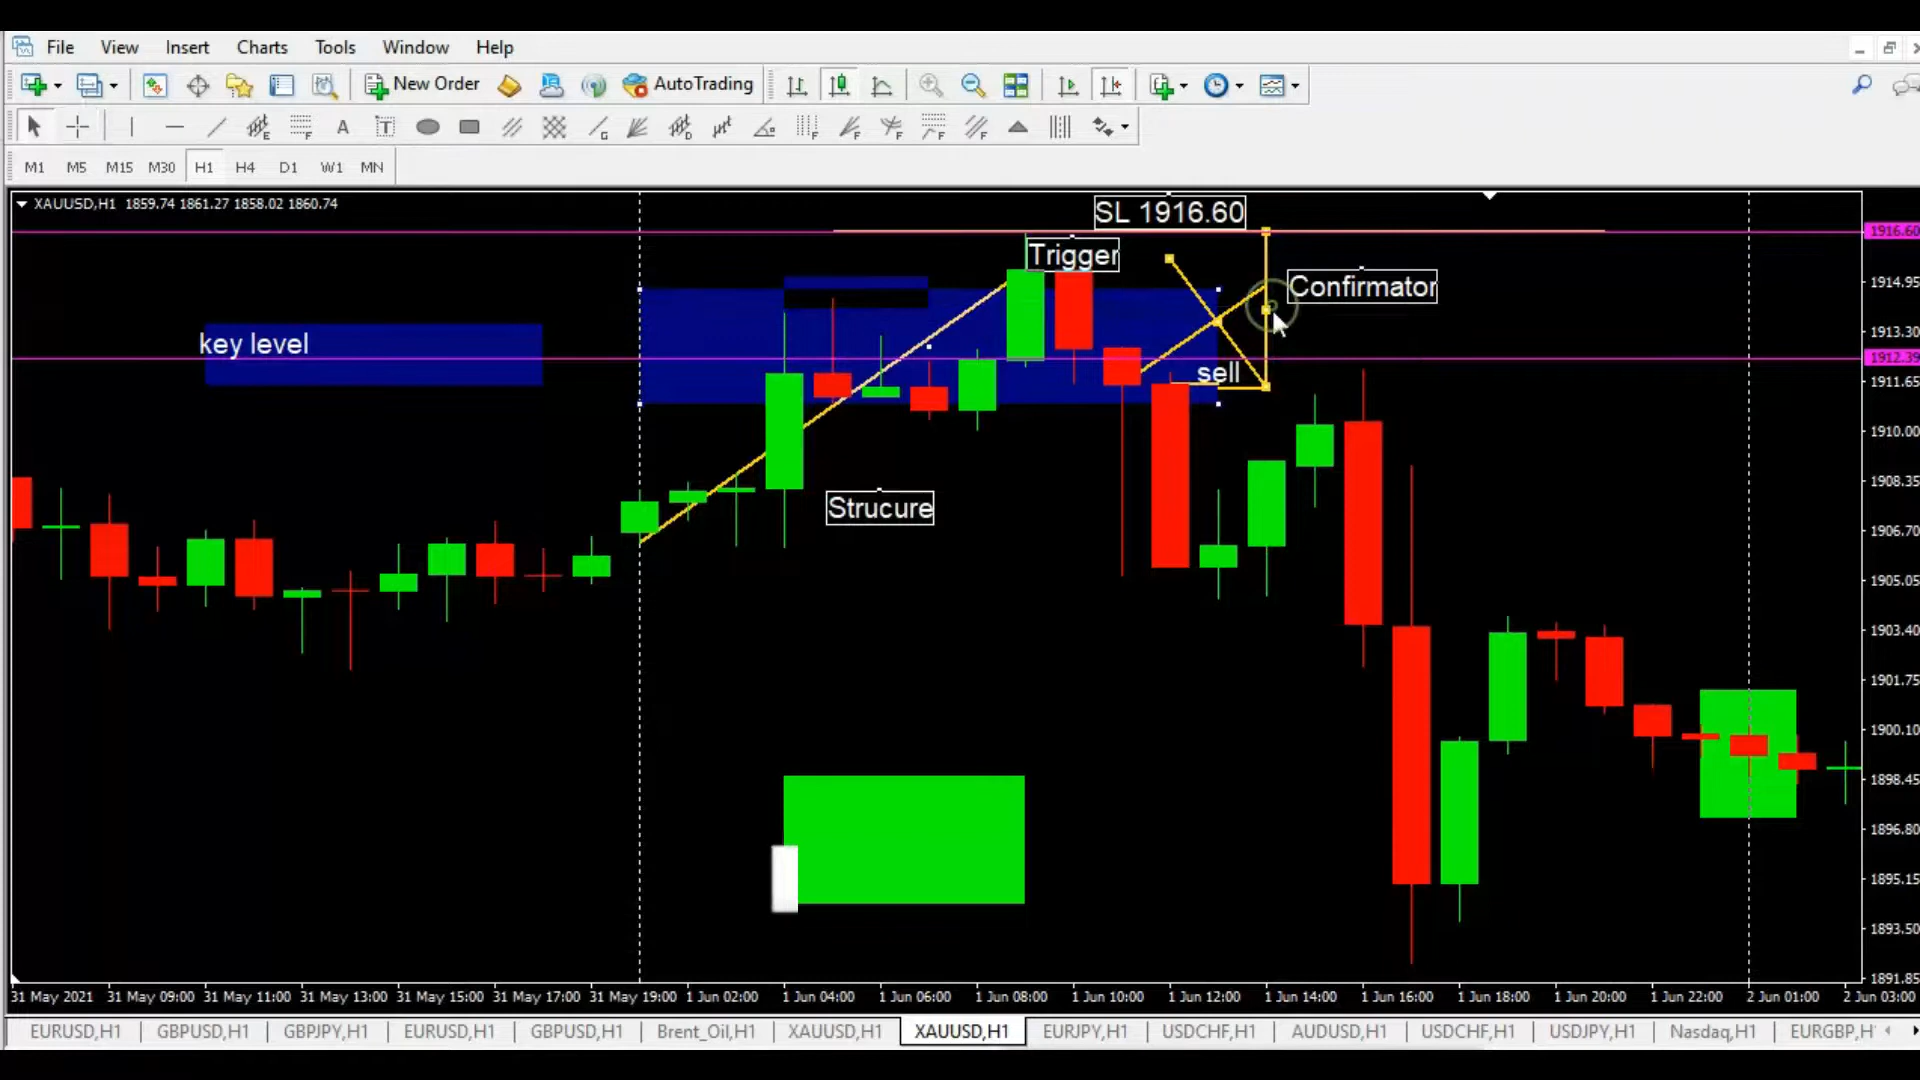 File View Insert Charts Tools Window Help
New Order AutoTrading
M1 M5 M15 M30 H1 H4 D1 W1 MN
XAUUSD,H1 1859.74 1861.27 1858.02 1860.74
SL 1916.60
1916.60
Trigger
Confirmator
1914.95
key level
1913.30
1912.39
sell
1911.65
1910.00
1908.35
Strucure
1906.70
1905.05
1903.40
1901.75
1900.10
1898.45
1896.80
1895.15
1893.50
1891.85
31 May 2021 31 May 09:00 31 May 11:00 31 May 13:00 31 May 15:00 31 May 17:00 31 May 19:00 1 Jun 02:00 1 Jun 04:00 1 Jun 06:00 1 Jun 08:00 1 Jun 10:00 1 Jun 12:00 1 Jun 14:00 1 Jun 16:00 1 Jun 18:00 1 Jun 20:00 1 Jun 22:00 2 Jun 01:00 2 Jun 03:00
EURUSD,H1 GBPUSD,H1 GBPJPY,H1 EURUSD,H1 GBPUSD,H1 Brent_Oil,H1 XAUUSD,H1 XAUUSD,H1 EURJPY,H1 USDCHF,H1 AUDUSD,H1 USDCHF,H1 USDJPY,H1 Nasdaq,H1 EURGBP,H